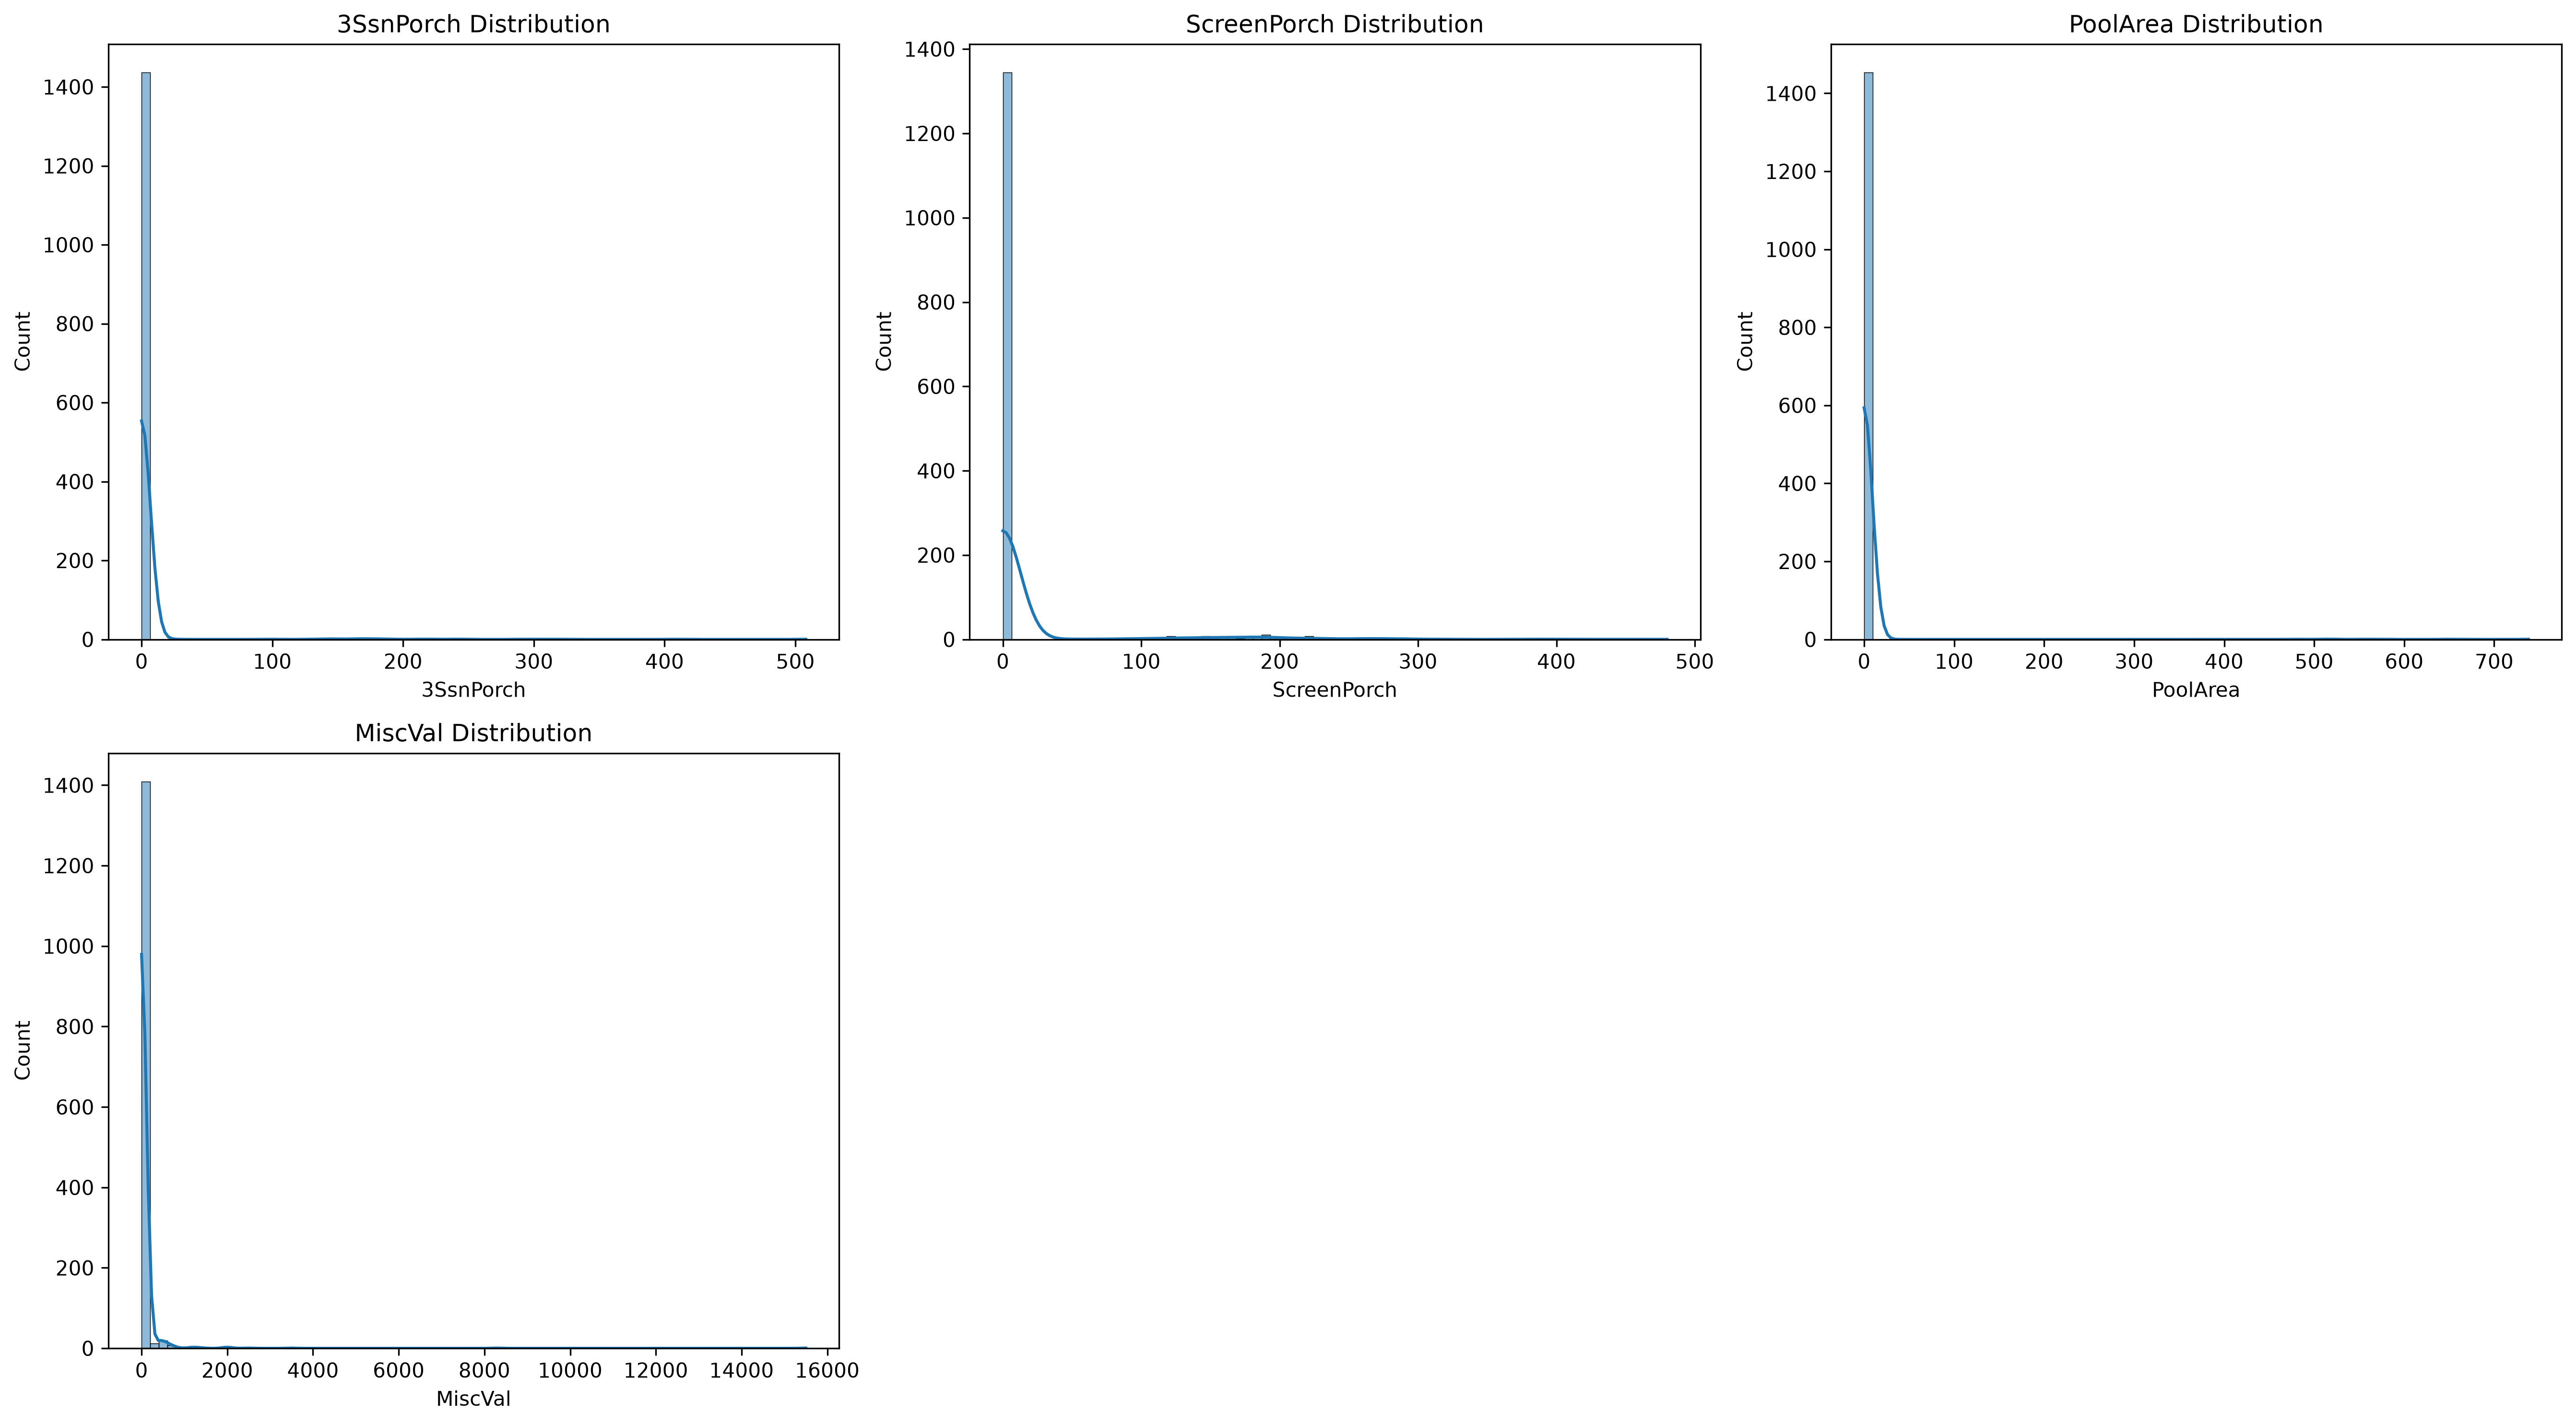 3SsnPorch Distribution
1400
1200
1000
800
600
400
200
0
Count
0 100 200 300 400 500
3SsnPorch
ScreenPorch Distribution
1400
1200
1000
800
600
400
200
0
Count
0 100 200 300 400 500
ScreenPorch
PoolArea Distribution
1400
1200
1000
800
600
400
200
0
Count
0 100 200 300 400 500 600 700
PoolArea
MiscVal Distribution
1400
1200
1000
800
600
400
200
0
Count
0 2000 4000 6000 8000 10000 12000 14000 16000
MiscVal